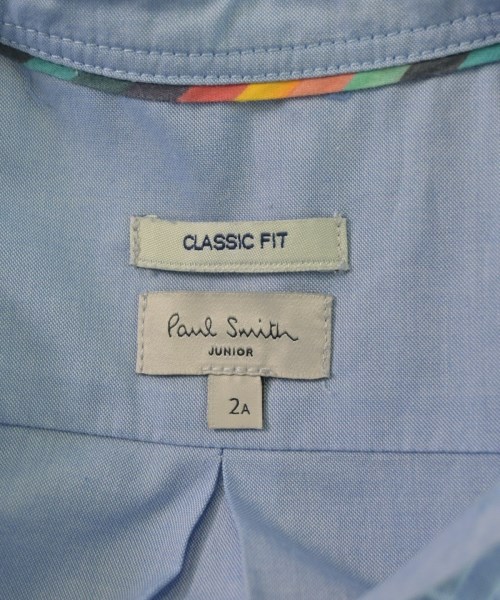 CLASSIC FIT
Paul Smith
JUNIOR
2A